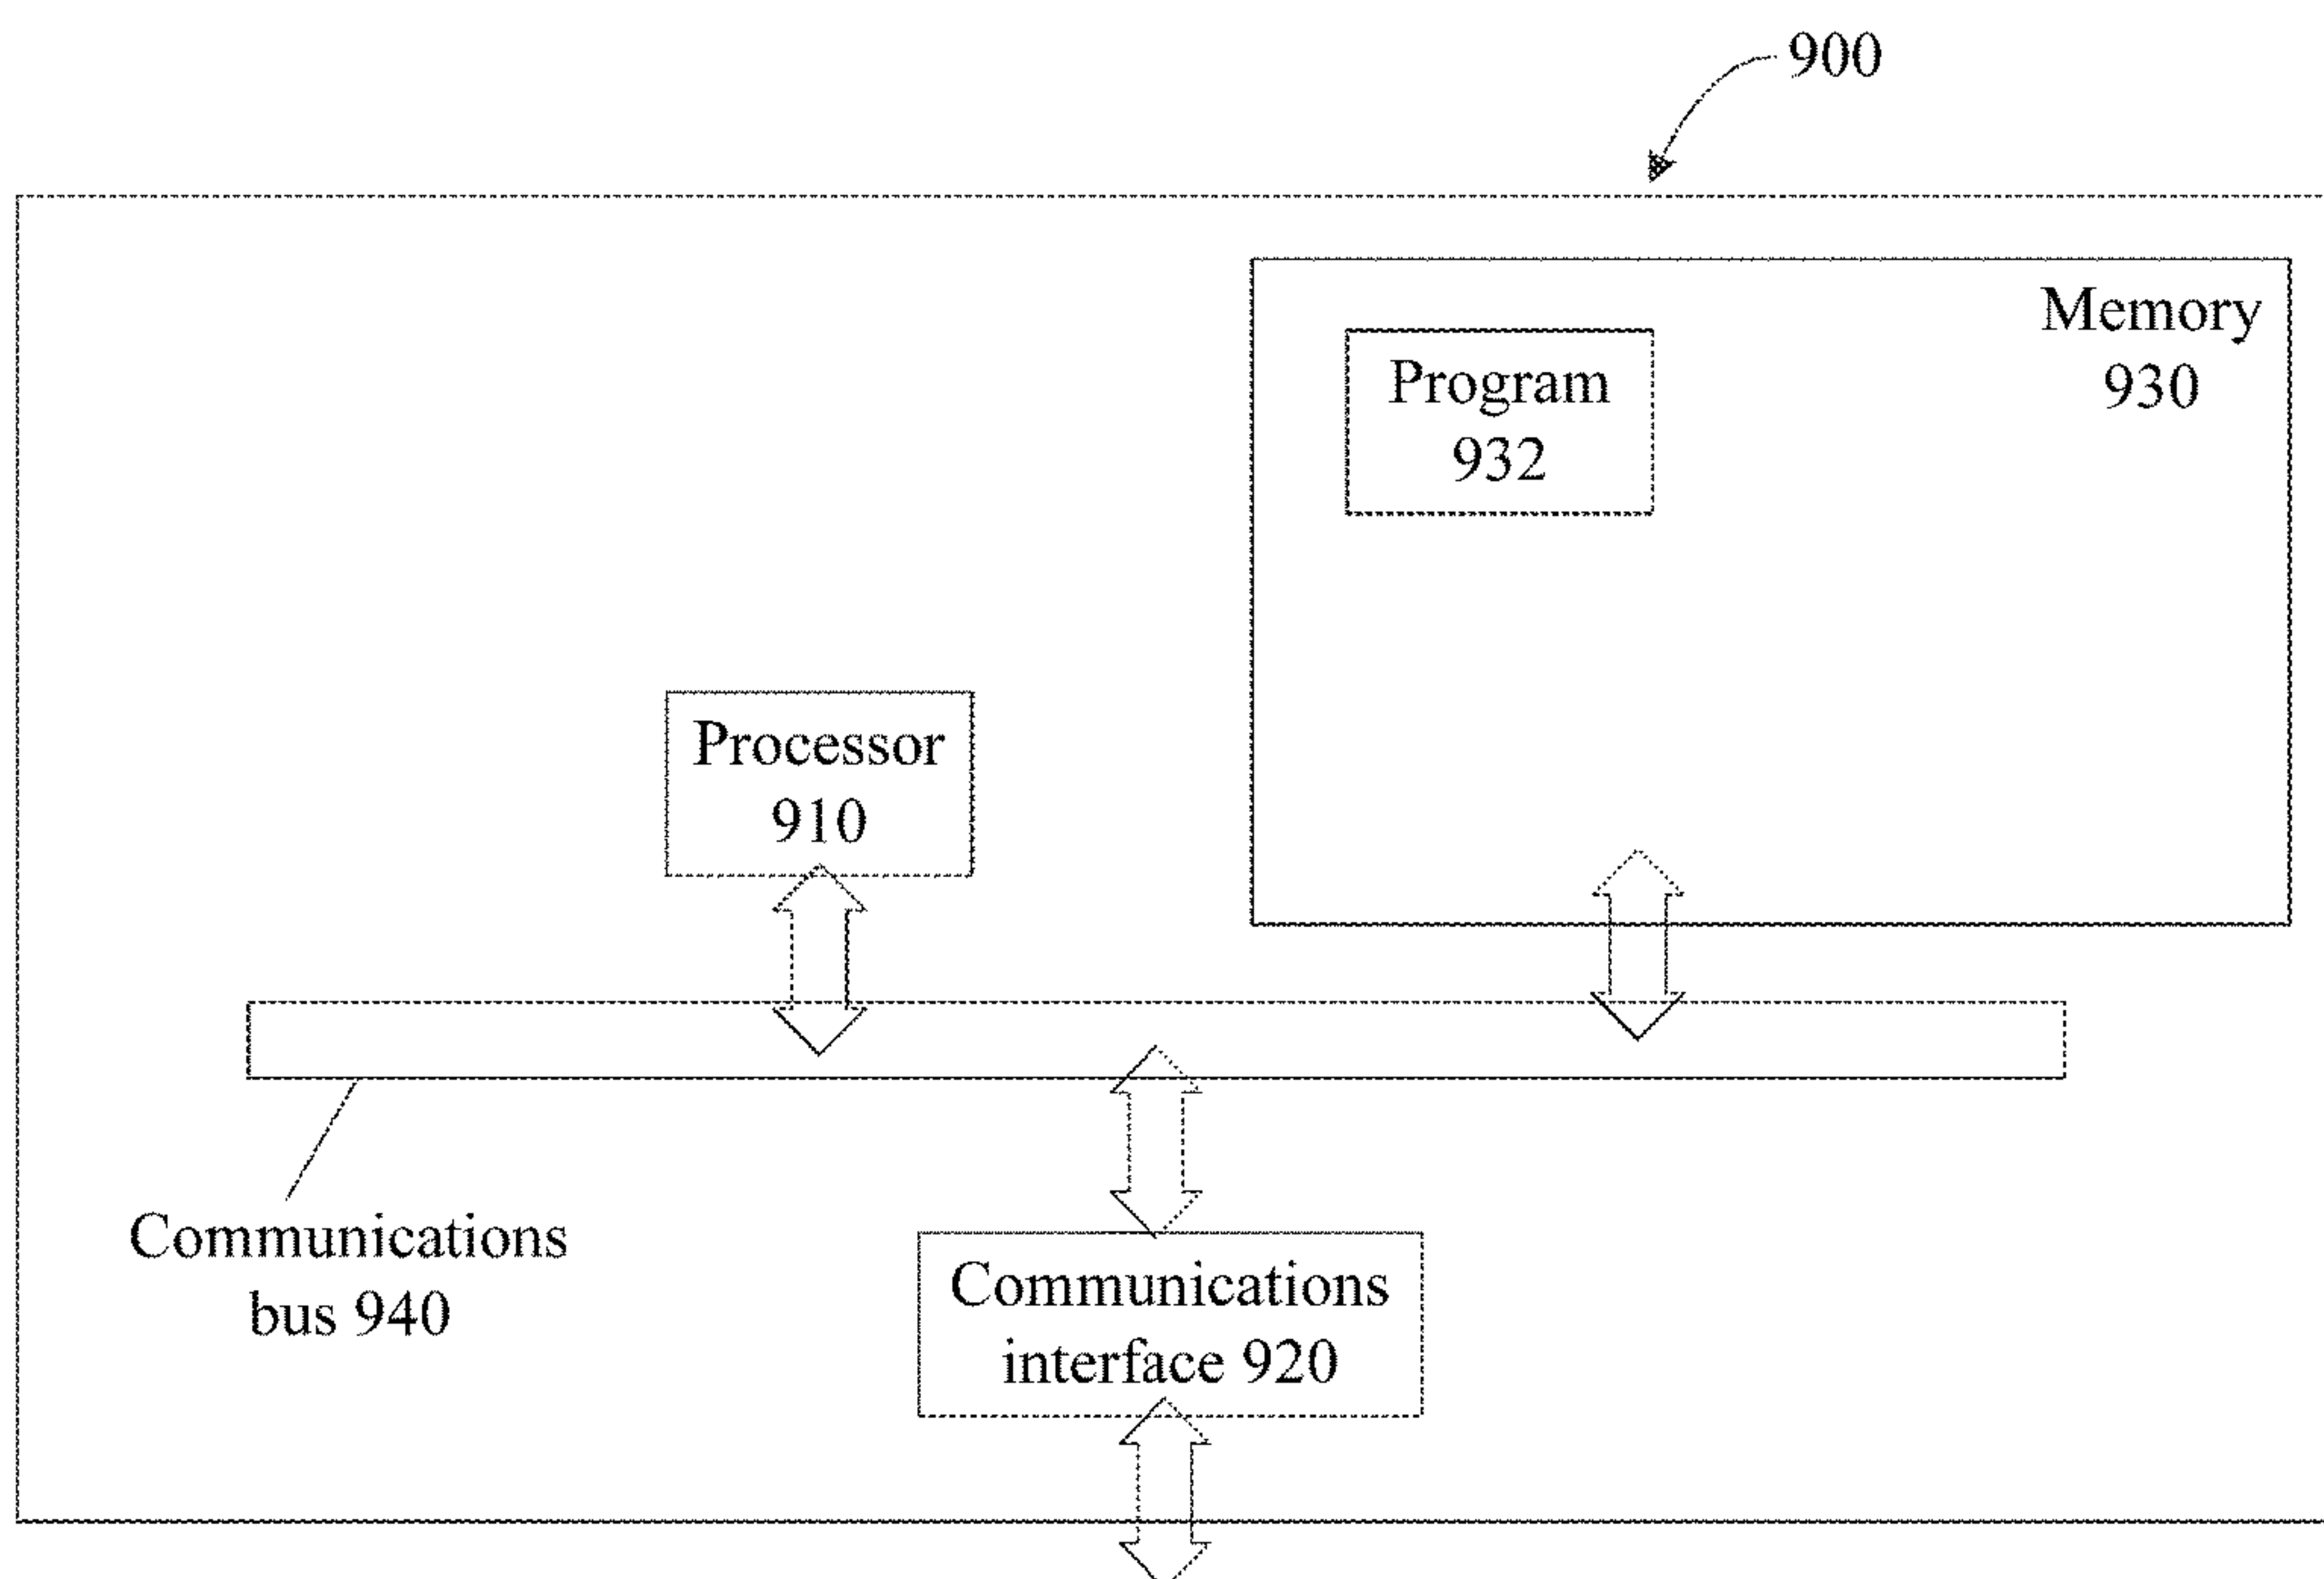 900
Memory
930
Program
932
Processor
910
Communications
bus 940
Communications
interface 920